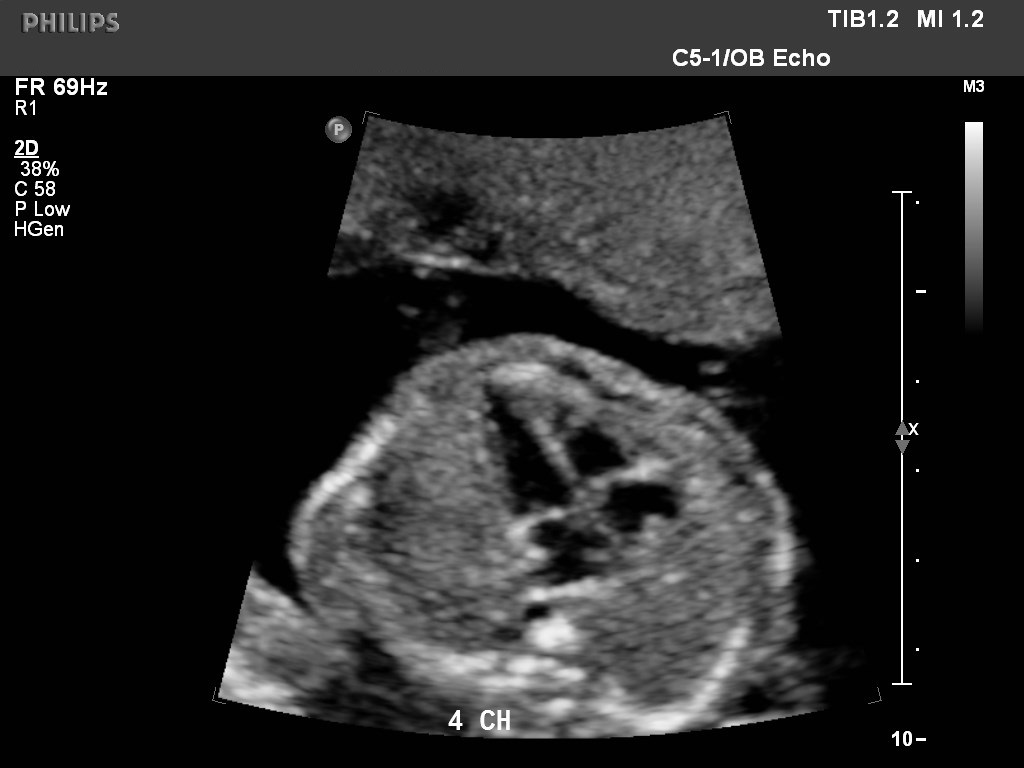 PHILIPS
TIB1.2 MI 1.2
C5-1/OB Echo
FR 69Hz
R1
M3
P
2D
38%
C 58
P Low
HGen
X
4 CH
10